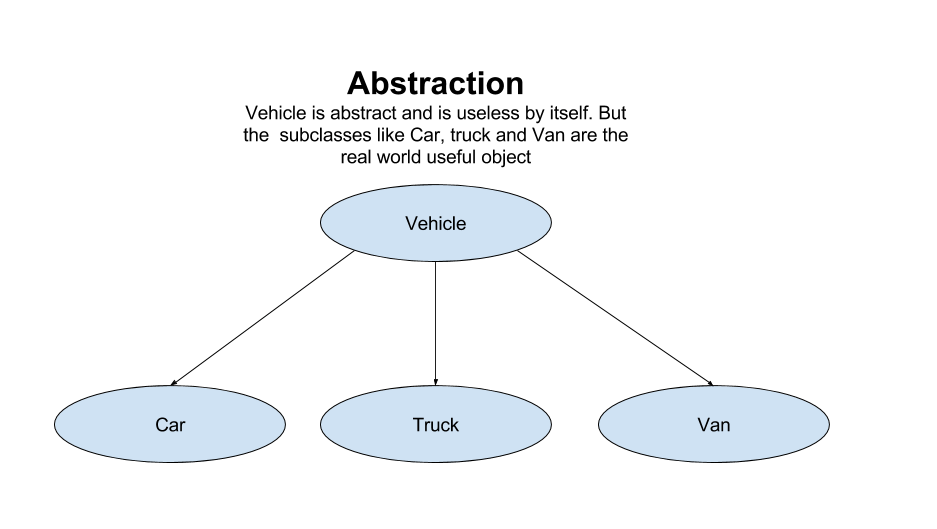 Abstraction
Vehicle is abstract and is useless by itself. But
the  subclasses like Car, truck and Van are the
real world useful object
Vehicle
Car
Truck
Van